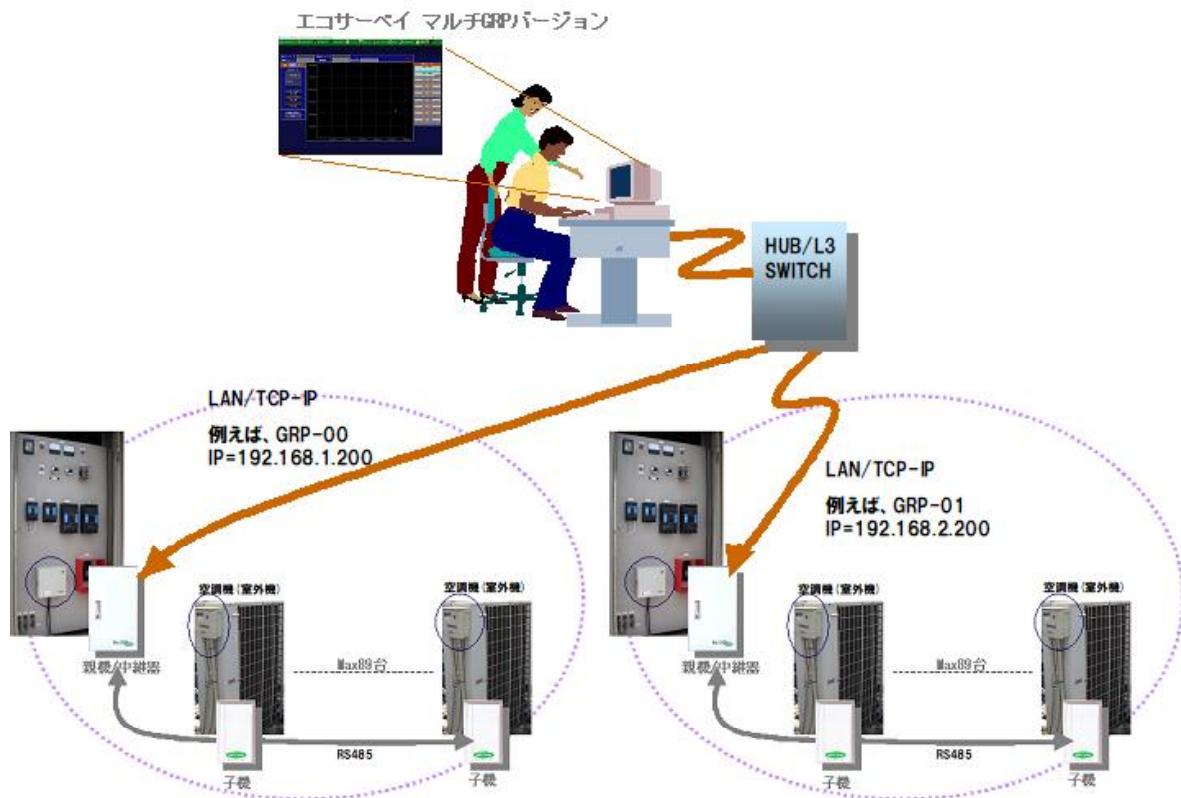 エコサーベイ マルチGRPバージョン
HUB/L3
SWITCH
LAN/TCP-IP
例えば、GRP-00
IP=192.168.1.200
空調機(室外機)
空調機(室外機)
親機/中継器
Max89台
RS485
子機
子機
LAN/TCP-IP
例えば、GRP-01
IP=192.168.2.200
空調機(室外機)
空調機(室外機)
親機/中継器
Max89台
RS485
子機
子機